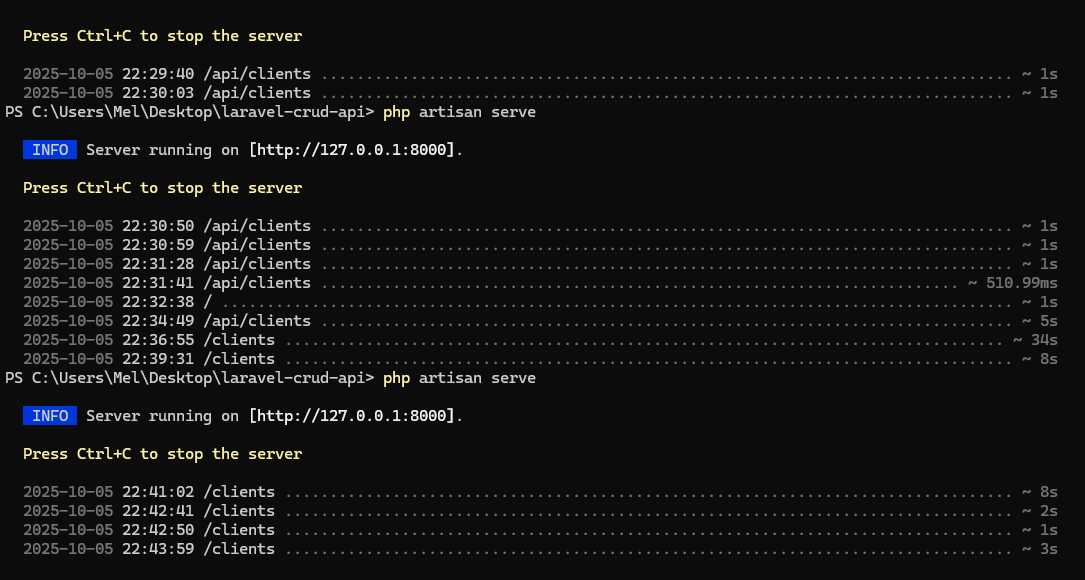 Press Ctrl+C to stop the server
2025-10-05 22:29:40 /api/clients ............................................................................. ~ 1s
2025-10-05 22:30:03 /api/clients ............................................................................. ~ 1s
PS C:\Users\Mel\Desktop\laravel-crud-api> php artisan serve
INFO Server running on [http://127.0.0.1:8000].
Press Ctrl+C to stop the server
2025-10-05 22:30:50 /api/clients ............................................................................. ~ 1s
2025-10-05 22:30:59 /api/clients ............................................................................. ~ 1s
2025-10-05 22:31:28 /api/clients ............................................................................. ~ 1s
2025-10-05 22:31:41 /api/clients ....................................................................... ~ 510.99ms
2025-10-05 22:32:38 / ........................................................................................ ~ 1s
2025-10-05 22:34:49 /api/clients ............................................................................. ~ 5s
2025-10-05 22:36:55 /clients ................................................................................ ~ 34s
2025-10-05 22:39:31 /clients ................................................................................. ~ 8s
PS C:\Users\Mel\Desktop\laravel-crud-api> php artisan serve
INFO Server running on [http://127.0.0.1:8000].
Press Ctrl+C to stop the server
2025-10-05 22:41:02 /clients ................................................................................. ~ 8s
2025-10-05 22:42:41 /clients ................................................................................. ~ 2s
2025-10-05 22:42:50 /clients ................................................................................. ~ 1s
2025-10-05 22:43:59 /clients ................................................................................. ~ 3s